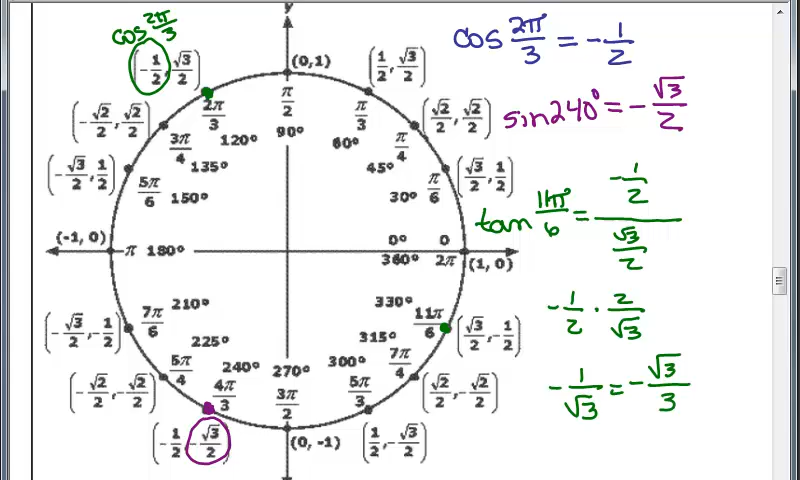 y
cos 2π/3
(-1/2, √3/2)
(0,1)
(1/2, √3/2)
cos 2π/3 = -1/2
(-√2/2, √2/2)
2π/3
π/2
π/3
(√2/2, √2/2)
sin 240° = -√3/2
3π/4
120°
90°
60°
π/4
(-√3/2, 1/2)
135°
45°
(√3/2, 1/2)
5π/6
150°
30°
π/6
tan 11π/6 = (-1/2)/(√3/2)
(-1, 0)
π
180°
0°
0
360°
2π
(1, 0)
7π/6
210°
330°
11π/6
-1/2 · 2/√3
(-√3/2, -1/2)
225°
315°
(√3/2, -1/2)
5π/4
240°
270°
300°
7π/4
(-√2/2, -√2/2)
4π/3
3π/2
5π/3
(√2/2, -√2/2)
-1/√3 = -√3/3
(-1/2, -√3/2)
(0, -1)
(1/2, -√3/2)